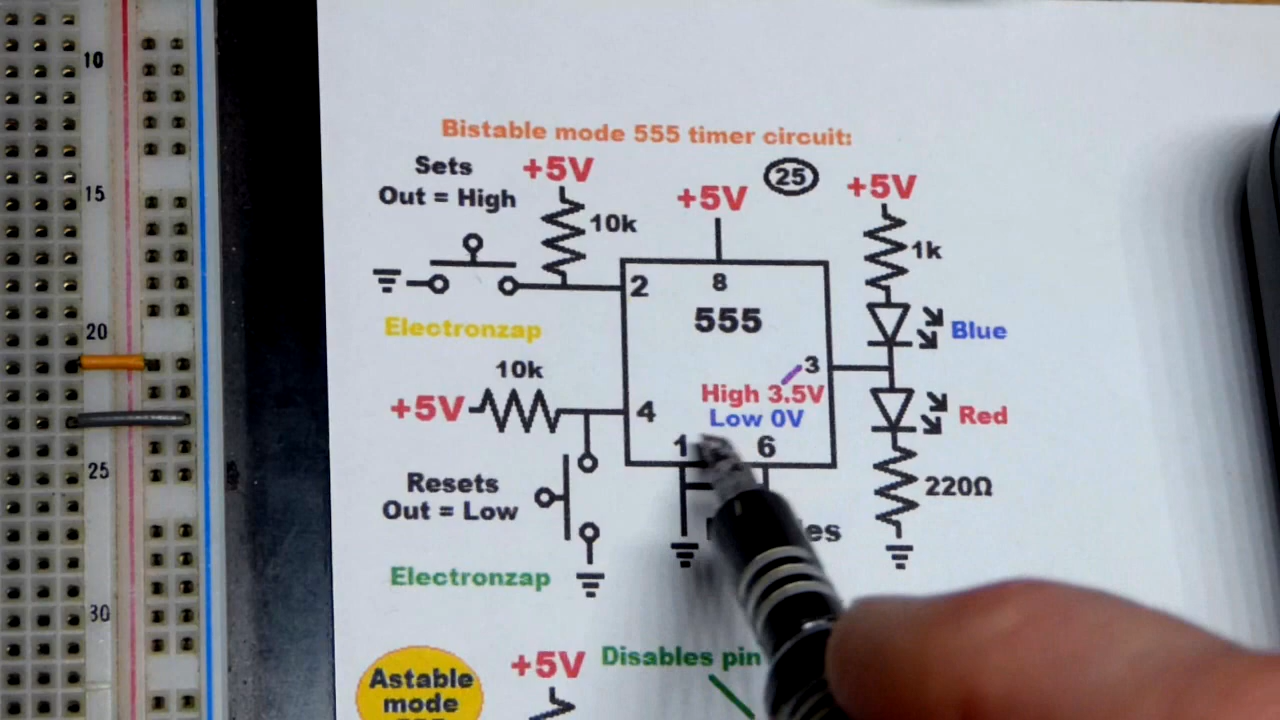 10
15
20
25
30
Bistable mode 555 timer circuit:
Sets
Out = High
+5V
10k
+5V
25
+5V
1k
2
8
555
Electronzap
Blue
3
High 3.5V
Low 0V
10k
+5V
4
1
6
Red
Resets
Out = Low
220Ω
Electronzap
Astable
mode
+5V
Disables pin